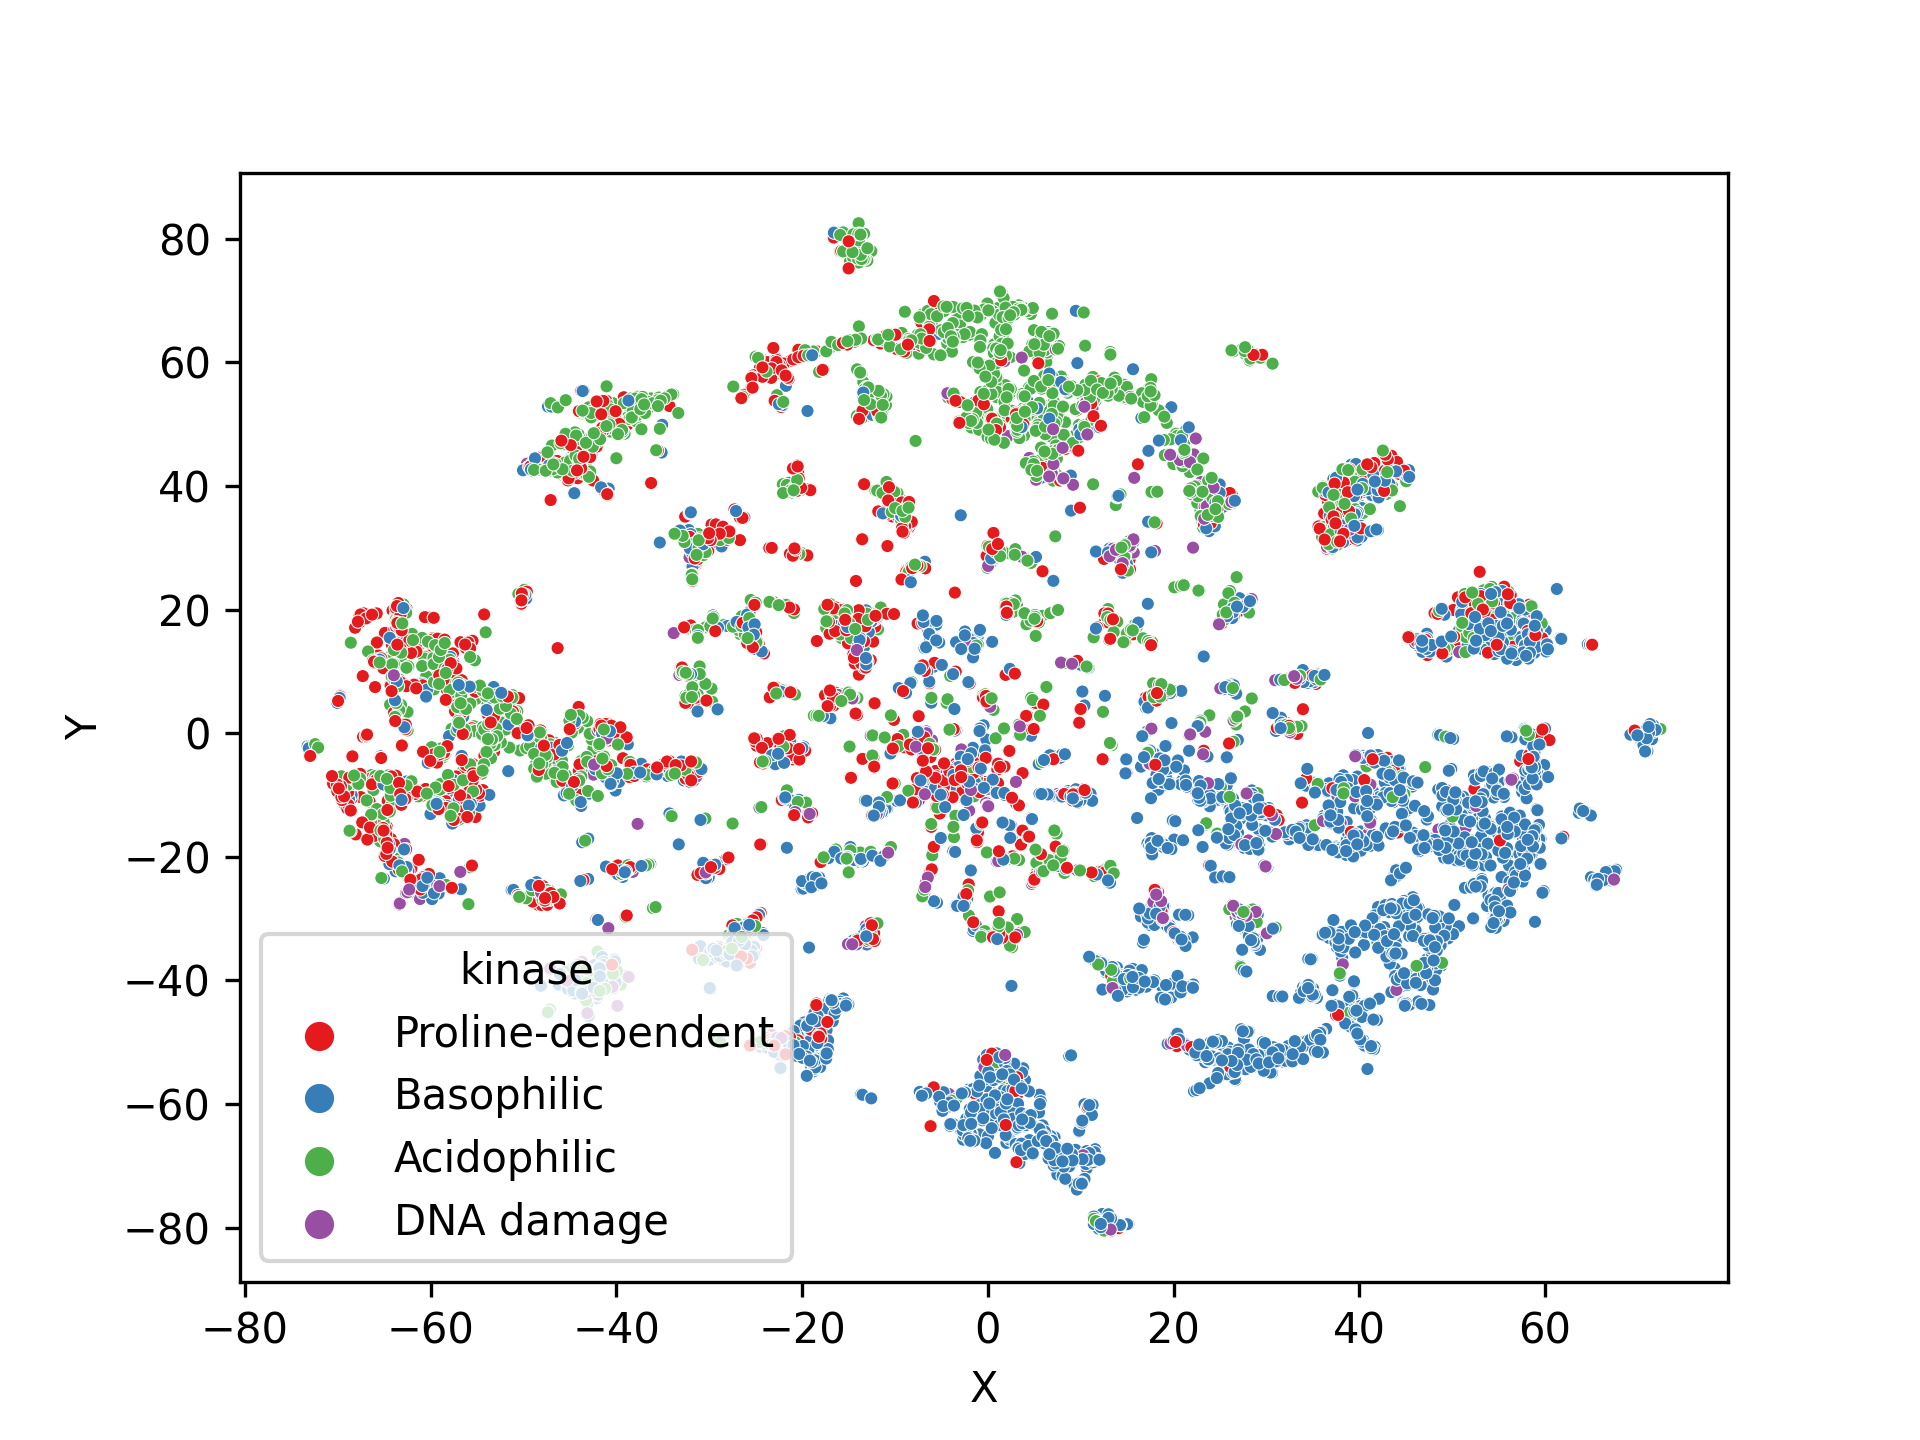 80
60
40
20
0
−20
−40
−60
−80
Y
kinase
Proline-dependent
Basophilic
Acidophilic
DNA damage
−80 −60 −40 −20 0 20 40 60
X